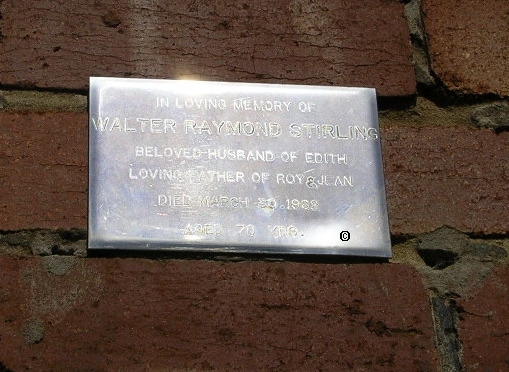 IN LOVING MEMORY OF
WALTER RAYMOND STIRLING
BELOVED HUSBAND OF EDITH
LOVING FATHER OF ROY & JEAN
DIED MARCH
AGED 70 YRS.
©